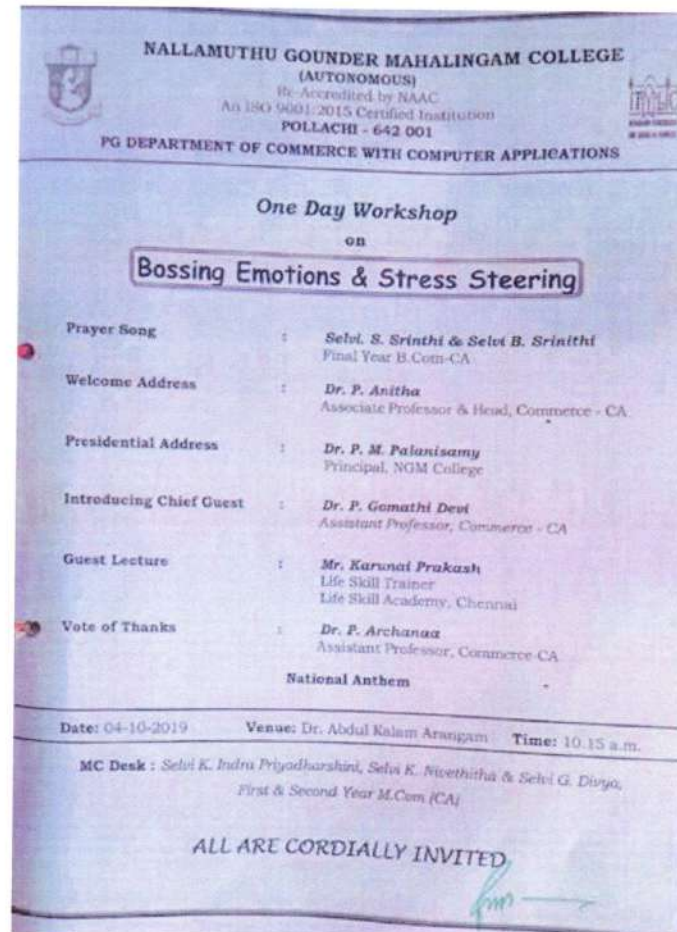 NALLAMUTHU GOUNDER MAHALINGAM COLLEGE
(AUTONOMOUS)
Re-Accredited by NAAC
An ISO 9001:2015 Certified Institution
POLLACHI - 642 001
PG DEPARTMENT OF COMMERCE WITH COMPUTER APPLICATIONS
One Day Workshop
on
Bossing Emotions & Stress Steering
Prayer Song : Selvi. S. Srinthi & Selvi B. Srinithi
Final Year B.Com-CA
Welcome Address : Dr. P. Anitha
Associate Professor & Head, Commerce - CA
Presidential Address : Dr. P. M. Palanisamy
Principal, NGM College
Introducing Chief Guest : Dr. P. Gomathi Devi
Assistant Professor, Commerce - CA
Guest Lecture : Mr. Karunai Prakash
Life Skill Trainer
Life Skill Academy, Chennai
Vote of Thanks : Dr. P. Archanaa
Assistant Professor, Commerce-CA
National Anthem
Date: 04-10-2019 Venue: Dr. Abdul Kalam Arangam Time: 10.15 a.m.
MC Desk : Selvi K. Indra Priyadharshini, Selvi K. Nivethitha & Selvi G. Divya,
First & Second Year M.Com (CA)
ALL ARE CORDIALLY INVITED